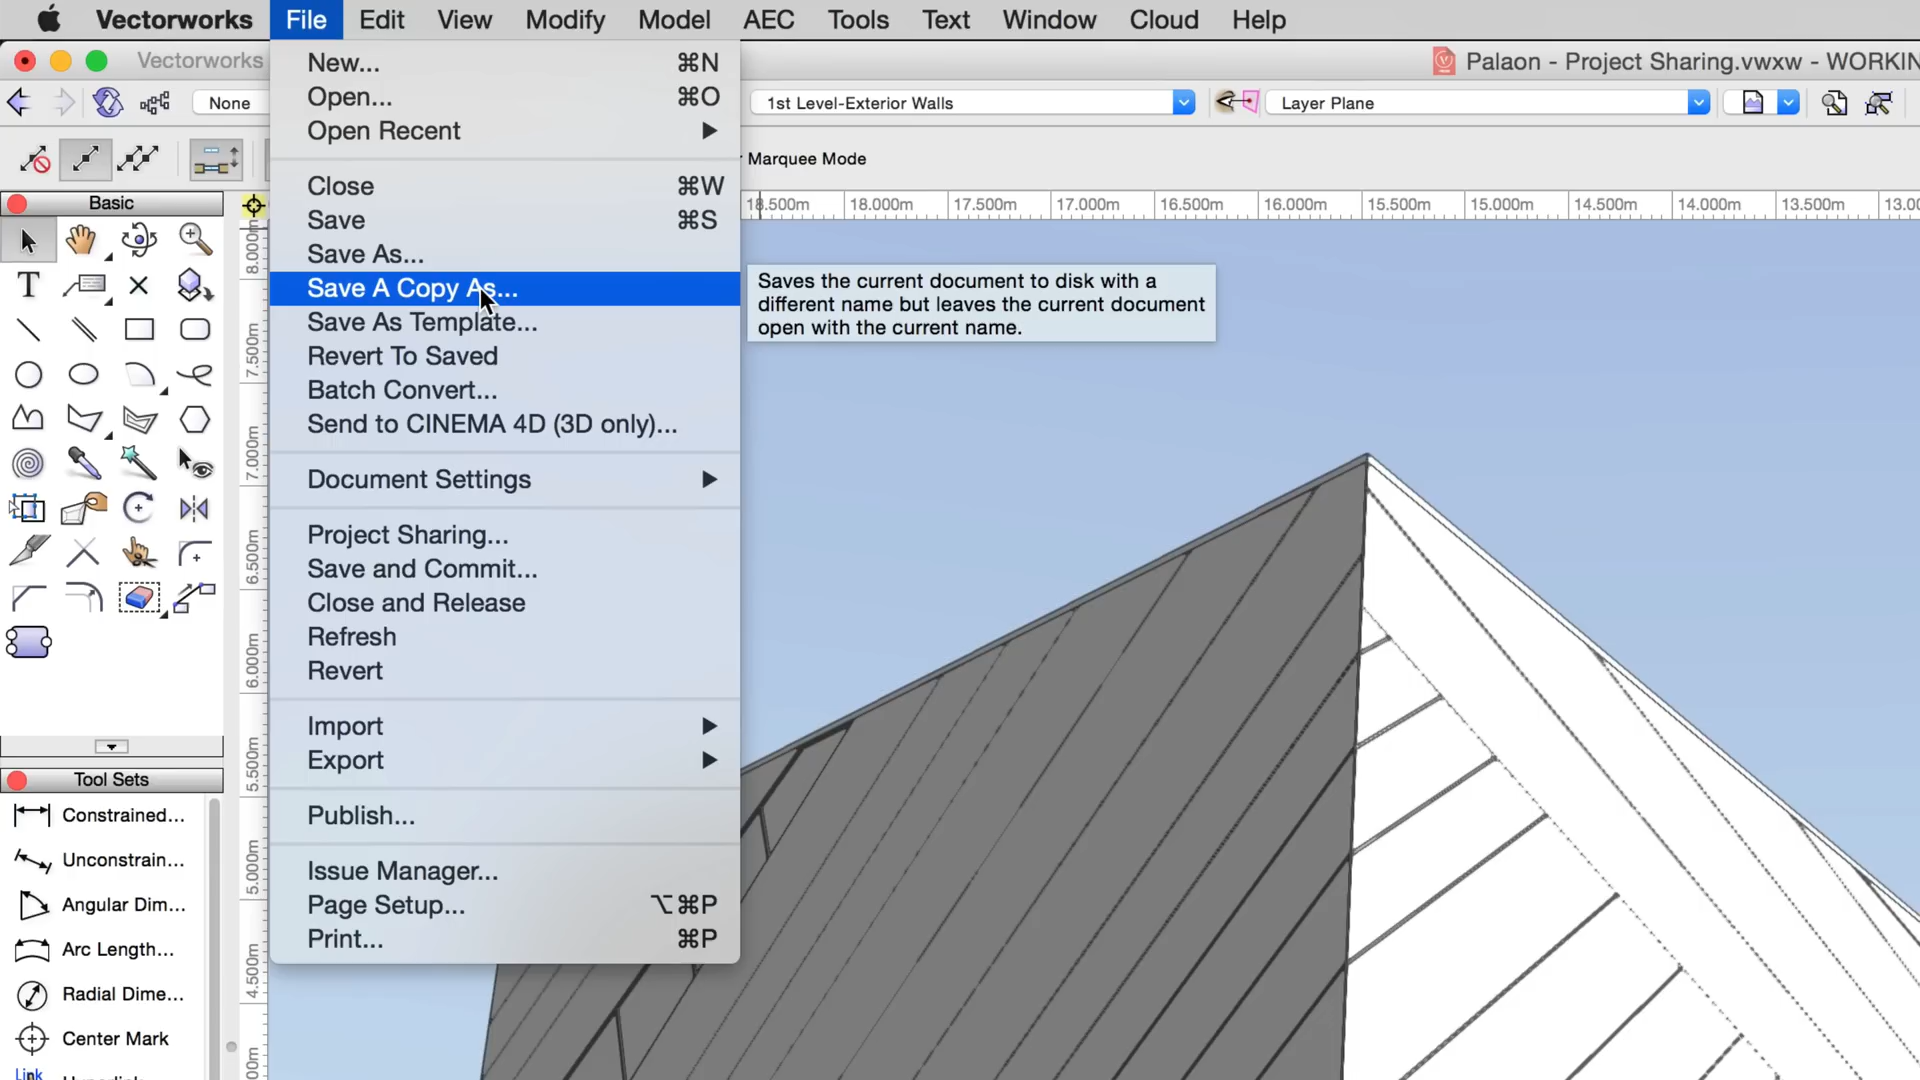 Vectorworks File Edit View Modify Model AEC Tools Text Window Cloud Help
Vectorworks
Palaon - Project Sharing.vwxw - WORKIN
None
1st Level-Exterior Walls
Layer Plane
Marquee Mode
Basic
18.500m 18.000m 17.500m 17.000m 16.500m 16.000m 15.500m 15.000m 14.500m 14.000m 13.500m 13.00
8.000m
7.500m
7.000m
6.500m
6.000m
5.500m
5.000m
4.500m
00m
New... ⌘N
Open... ⌘O
Open Recent
Close ⌘W
Save ⌘S
Save As...
Save A Copy As...
Save As Template...
Revert To Saved
Batch Convert...
Send to CINEMA 4D (3D only)...
Document Settings
Project Sharing...
Save and Commit...
Close and Release
Refresh
Revert
Import
Export
Publish...
Issue Manager...
Page Setup... ⌥⌘P
Print... ⌘P
Saves the current document to disk with a
different name but leaves the current document
open with the current name.
Tool Sets
Constrained...
Unconstrain...
Angular Dim...
Arc Length...
Radial Dime...
Center Mark
Link